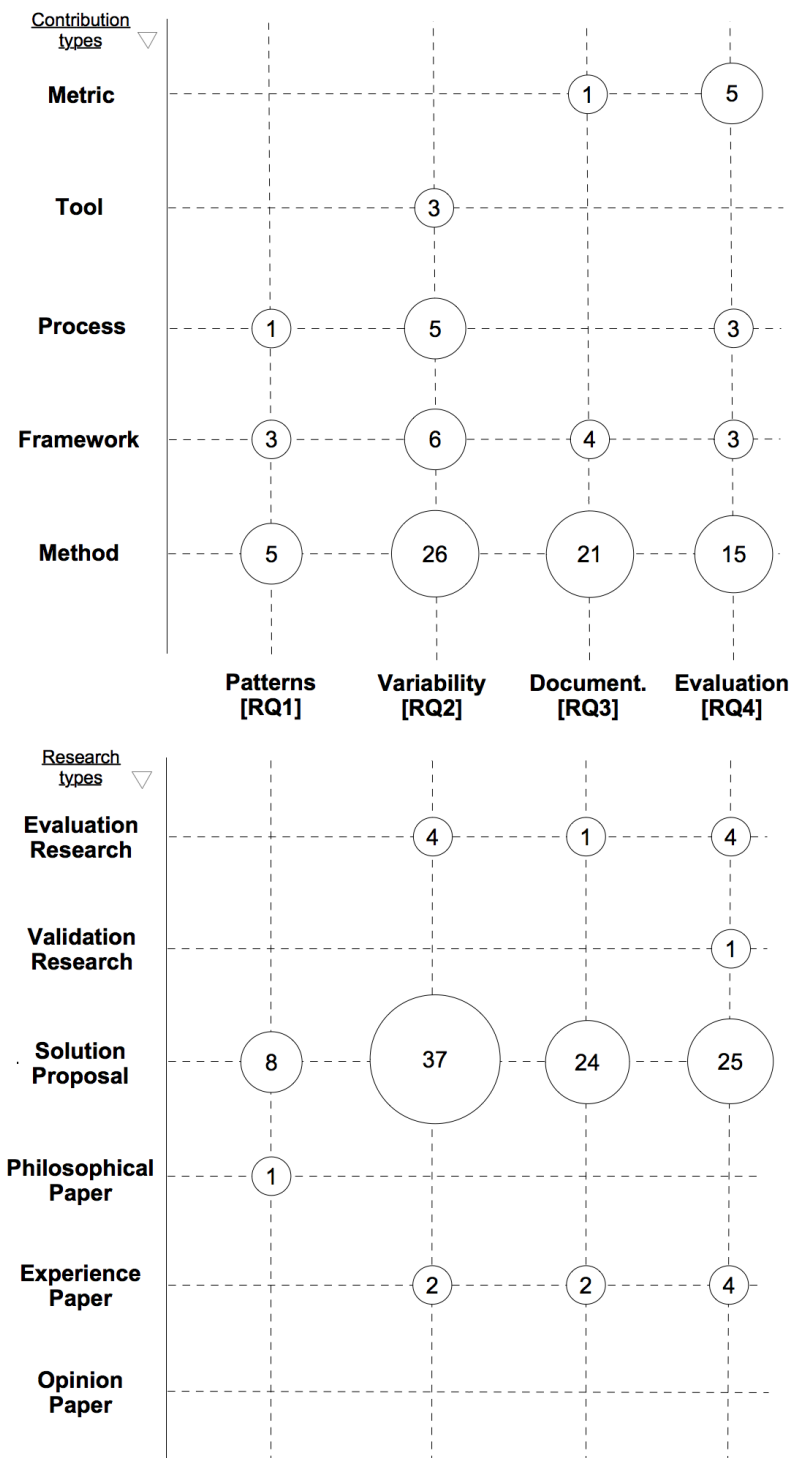 Contribution
types
Metric
1
5
Tool
3
Process
1
5
3
Framework
3
6
4
3
Method
5
26
21
15
Patterns
[RQ1]
Variability
[RQ2]
Document.
[RQ3]
Evaluation
[RQ4]
Research
types
Evaluation
Research
4
1
4
Validation
Research
1
Solution
Proposal
8
37
24
25
Philosophical
Paper
1
Experience
Paper
2
2
4
Opinion
Paper